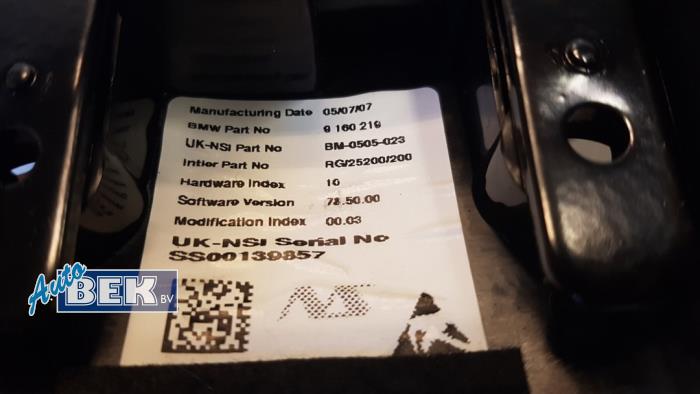 Manufacturing Date 05/07/07
BMW Part No 9 160 219
UK-NSI Part No BM-0505-023
Intier Part No RG/25200/200
Hardware Index 10
Software Version 78.50.00
Modification Index 00.03
UK-NSI Serial No
SS00139857
Auto
BEK BV
NS